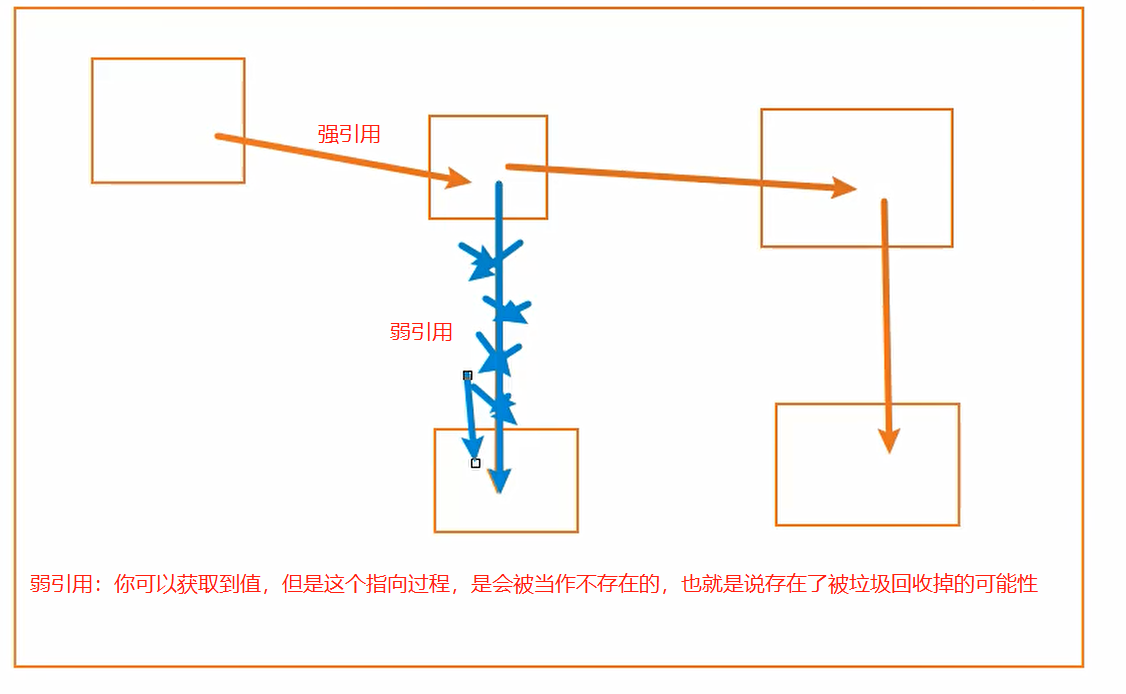 强引用
弱引用
弱引用：你可以获取到值，但是这个指向过程，是会被当作不存在的，也就是说存在了被垃圾回收掉的可能性